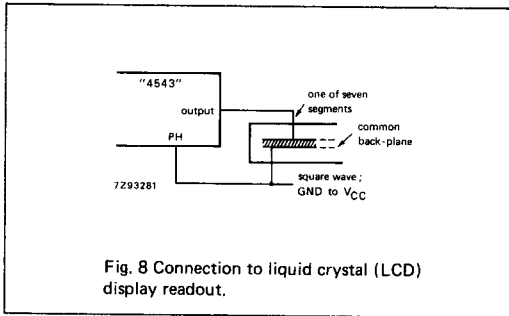 "4543"
output
PH
7Z93281
one of seven
segments
common
back-plane
square wave;
GND to VCC
Fig. 8 Connection to liquid crystal (LCD)
display readout.